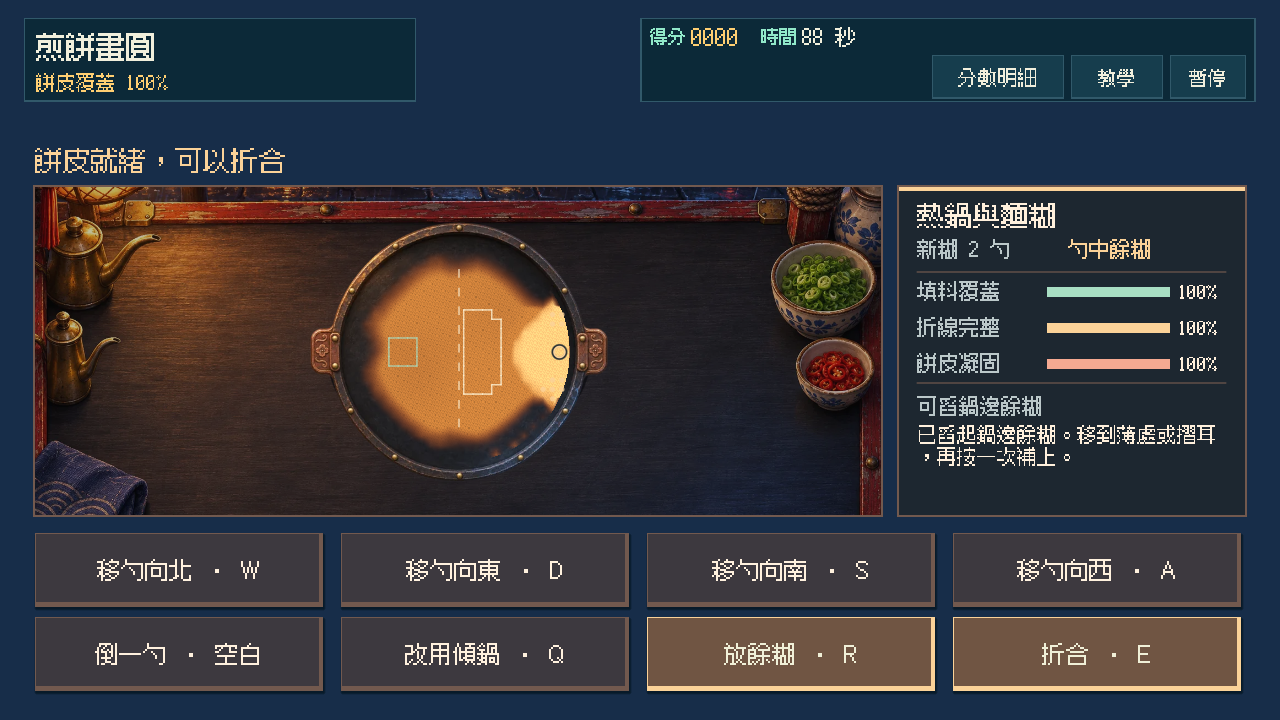 煎餅畫圓
餅皮覆蓋 100%
得分 0000 時間 88 秒
分數明細
教學
暫停
餅皮就緒，可以折合
熱鍋與麵糊
新糊 2 勺 勺中餘糊
填料覆蓋 100%
折線完整 100%
餅皮凝固 100%
可舀鍋邊餘糊
已舀起鍋邊餘糊。移到薄處或摺耳
，再按一次補上。
移勺向北 · W
移勺向東 · D
移勺向南 · S
移勺向西 · A
倒一勺 · 空白
改用傾鍋 · Q
放餘糊 · R
折合 · E